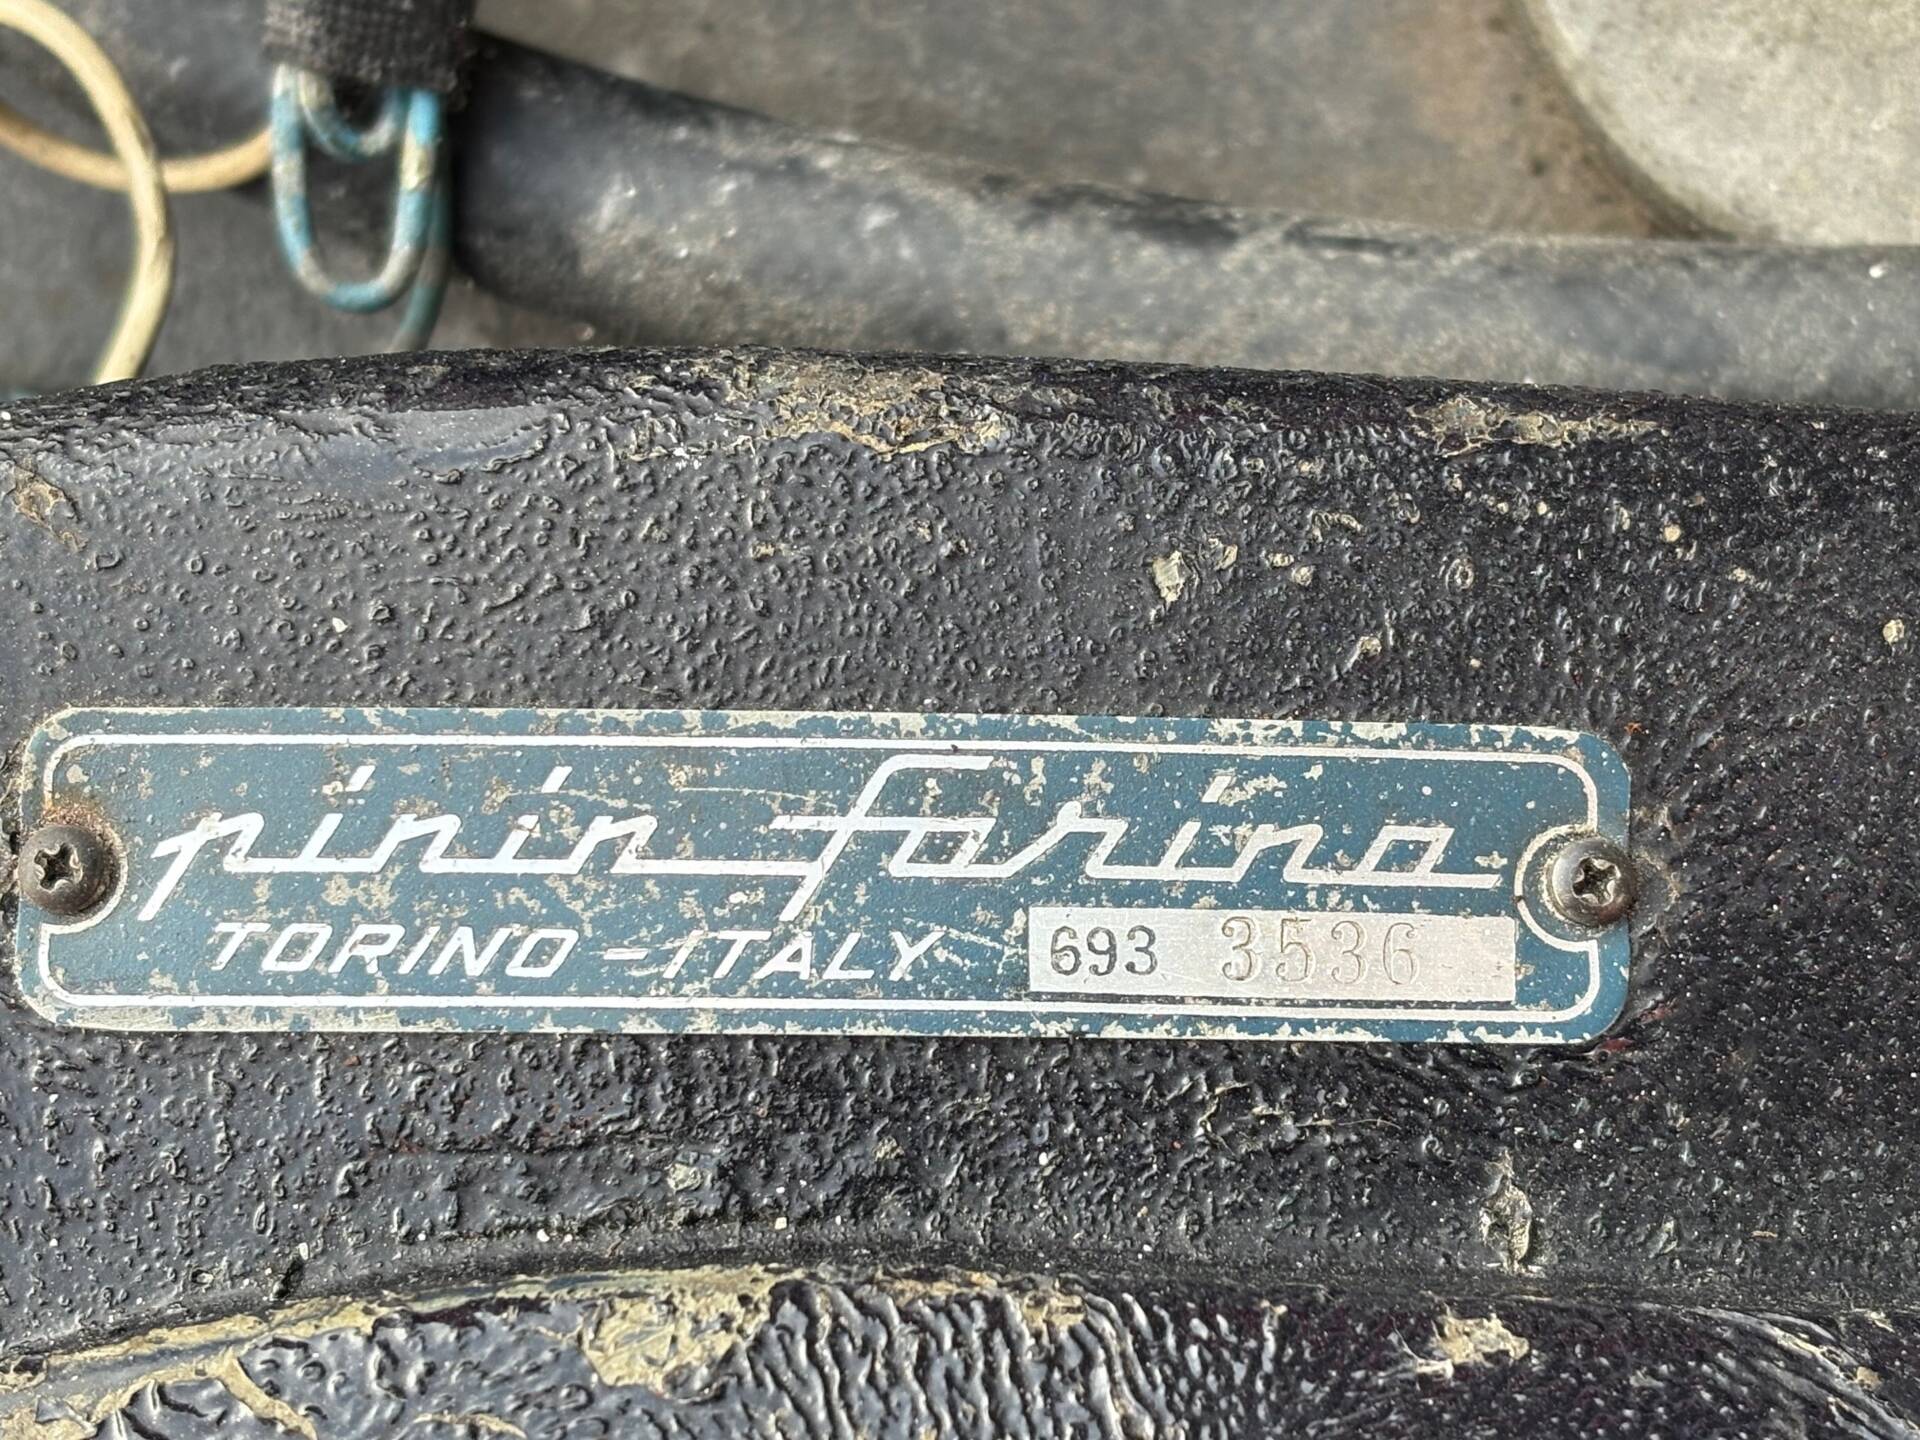 pinin farina
TORINO-ITALY 693 3536